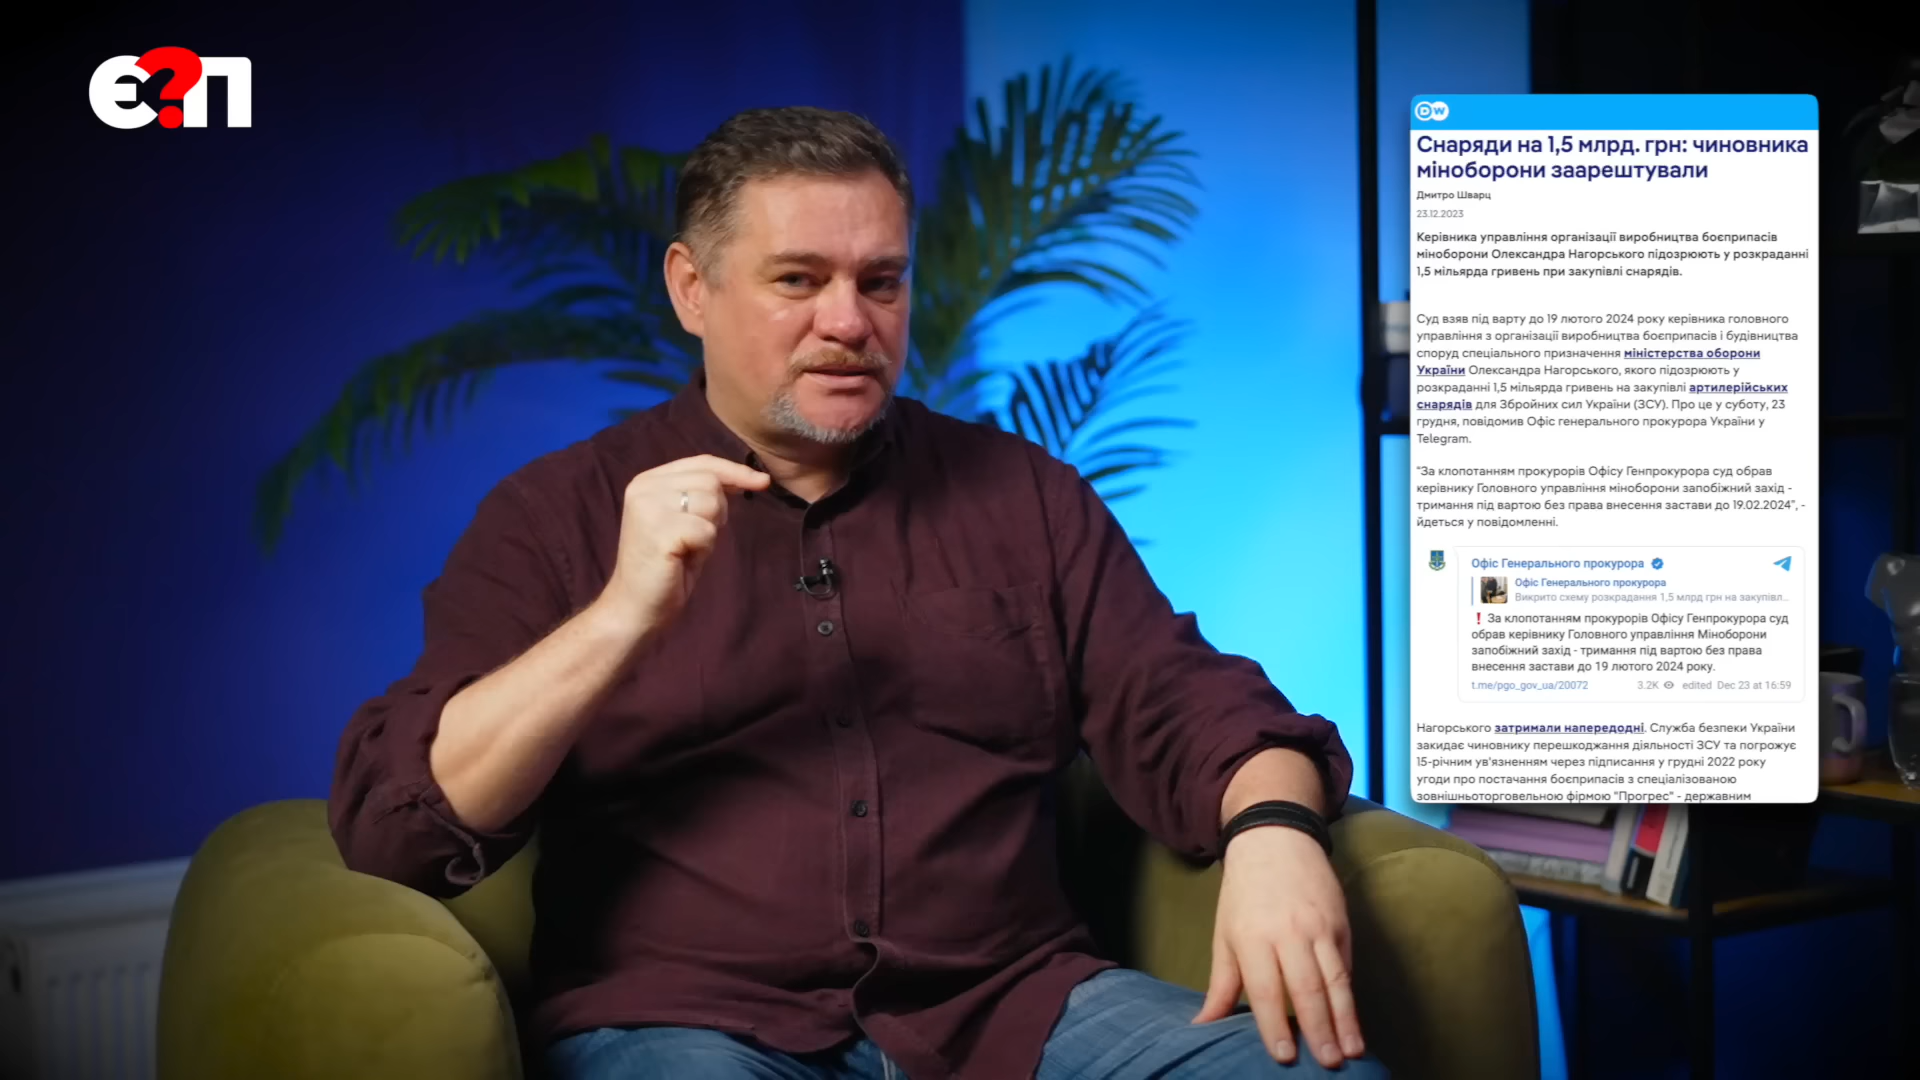 Є?П
DW
Снаряди на 1,5 млрд. грн: чиновника
міноборони заарештували
Дмитро Шварц
23.12.2023
Керівника управління організації виробництва боєприпасів
міноборони Олександра Нагорського підозрюють у розкраданні
1,5 мільярда гривень при закупівлі снарядів.
Суд взяв під варту до 19 лютого 2024 року керівника головного
управління з організації виробництва боєприпасів і будівництва
споруд спеціального призначення міністерства оборони
України Олександра Нагорського, якого підозрюють у
розкраданні 1,5 мільярда гривень на закупівлі артилерійських
снарядів для Збройних сил України (ЗСУ). Про це у суботу, 23
грудня, повідомив Офіс генерального прокурора України у
Telegram.
"За клопотанням прокурорів Офісу Генпрокурора суд обрав
керівнику Головного управління міноборони запобіжний захід -
тримання під вартою без права внесення застави до 19.02.2024", -
йдеться у повідомленні.
Офіс Генерального прокурора
Офіс Генерального прокурора
Викрито схему розкрадання 1,5 млрд грн на закупівл...
❗ За клопотанням прокурорів Офісу Генпрокурора суд
обрав керівнику Головного управління Міноборони
запобіжний захід - тримання під вартою без права
внесення застави до 19 лютого 2024 року.
t.me/pgo_gov_ua/20072 3.2K edited Dec 23 at 16:59
Нагорського затримали напередодні. Служба безпеки України
закидає чиновнику перешкоджання діяльності ЗСУ та погрожує
15-річним ув'язненням через підписання у грудні 2022 року
угоди про постачання боєприпасів з спеціалізованою
зовнішньоторговельною фірмою "Прогрес" - державним